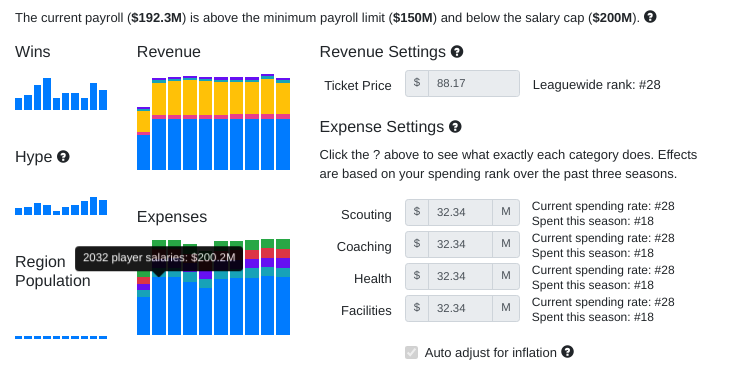 The current payroll ($192.3M) is above the minimum payroll limit ($150M) and below the salary cap ($200M). ?
Wins
Revenue
Revenue Settings ?
Ticket Price $ 88.17 Leaguewide rank: #28
Expense Settings ?
Click the ? above to see what exactly each category does. Effects
are based on your spending rank over the past three seasons.
Hype ?
Expenses
Scouting $ 32.34 M Current spending rate: #28
Spent this season: #18
Coaching $ 32.34 M Current spending rate: #28
Spent this season: #18
2032 player salaries: $200.2M
Region
Population
Health $ 32.34 M Current spending rate: #28
Spent this season: #18
Facilities $ 32.34 M Current spending rate: #28
Spent this season: #18
Auto adjust for inflation ?